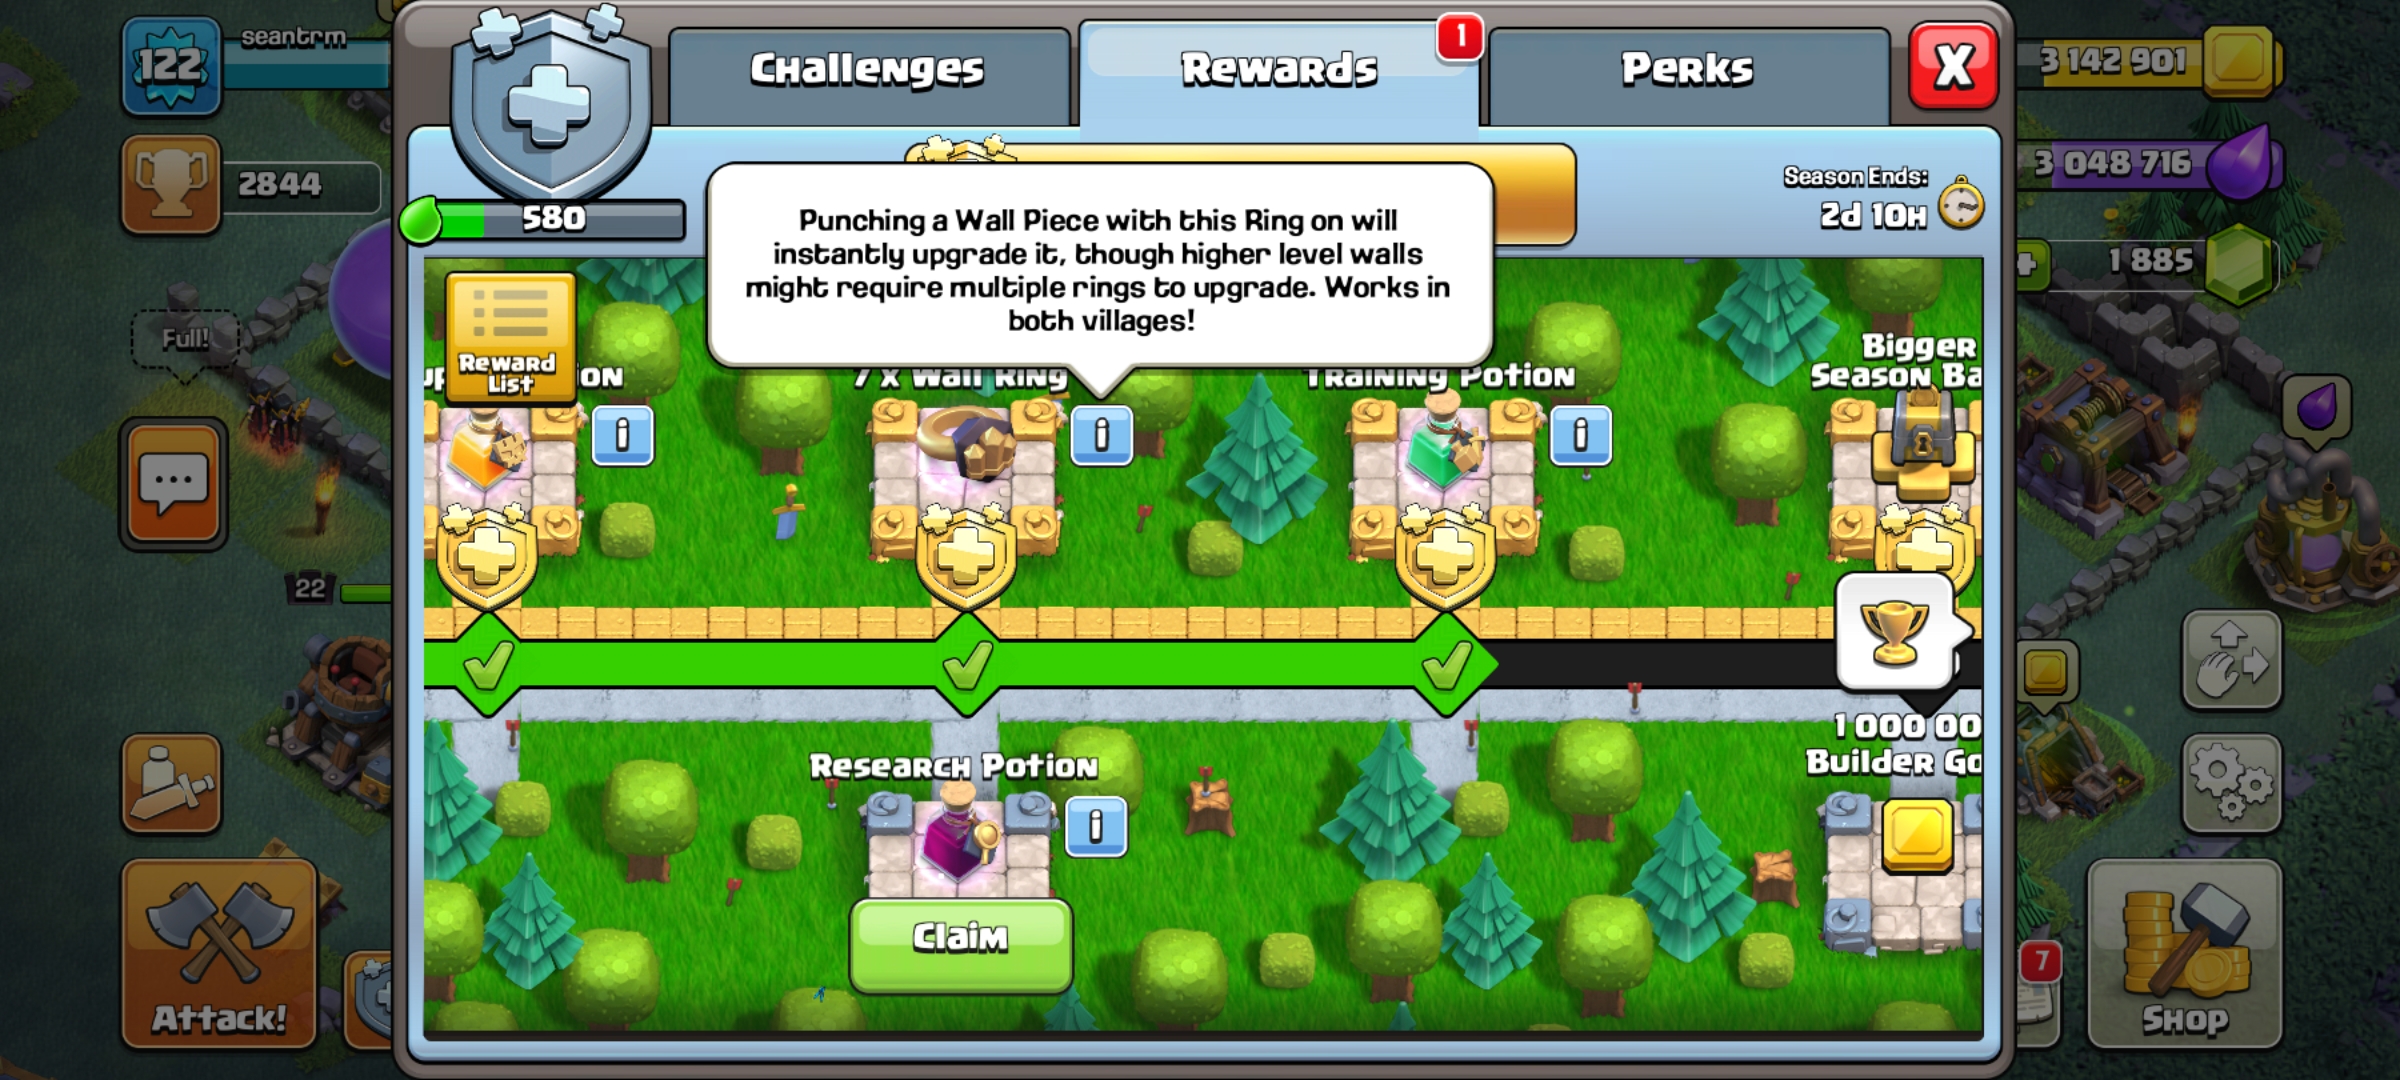 122
seantrm
Challenges
Rewards
1
Perks
X
3 142 901
2844
580
Season Ends:
2d 10h
3 048 716
1 885
Punching a Wall Piece with this Ring on will
instantly upgrade it, though higher level walls
might require multiple rings to upgrade. Works in
both villages!
Full!
Reward
List
ion
7 x Wall Ring
Training Potion
Bigger
Season Ba
i
i
i
22
1 000 00
Builder Go
Research Potion
i
Claim
Attack!
7
Shop